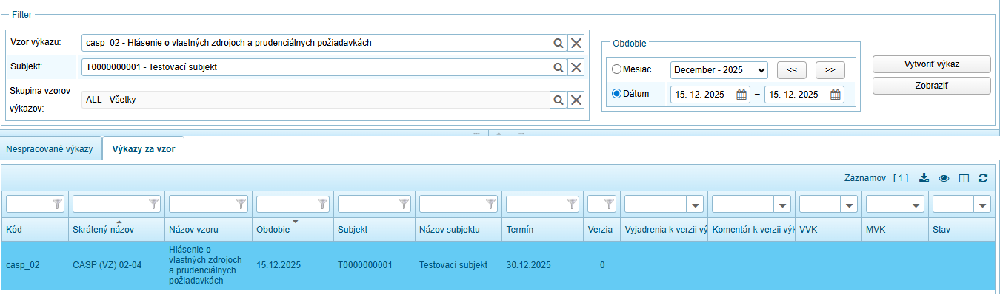 Filter
Vzor výkazu:
casp_02 - Hlásenie o vlastných zdrojoch a prudenciálnych požiadavkách
Subjekt:
T0000000001 - Testovací subjekt
Skupina vzorov
výkazov:
ALL - Všetky
Obdobie
Mesiac
December - 2025
<<
>>
Dátum
15. 12. 2025
–
15. 12. 2025
Vytvoriť výkaz
Zobraziť
Nespracované výkazy
Výkazy za vzor
Záznamov [ 1 ]
Kód
Skrátený názov
Názov vzoru
Obdobie
Subjekt
Názov subjektu
Termín
Verzia
Vyjadrenia k verzii vý
Komentár k verzii výk
VVK
MVK
Stav
casp_02
CASP (VZ) 02-04
Hlásenie o
vlastných zdrojoch
a prudenciálnych
požiadavkách
15.12.2025
T0000000001
Testovací subjekt
30.12.2025
0